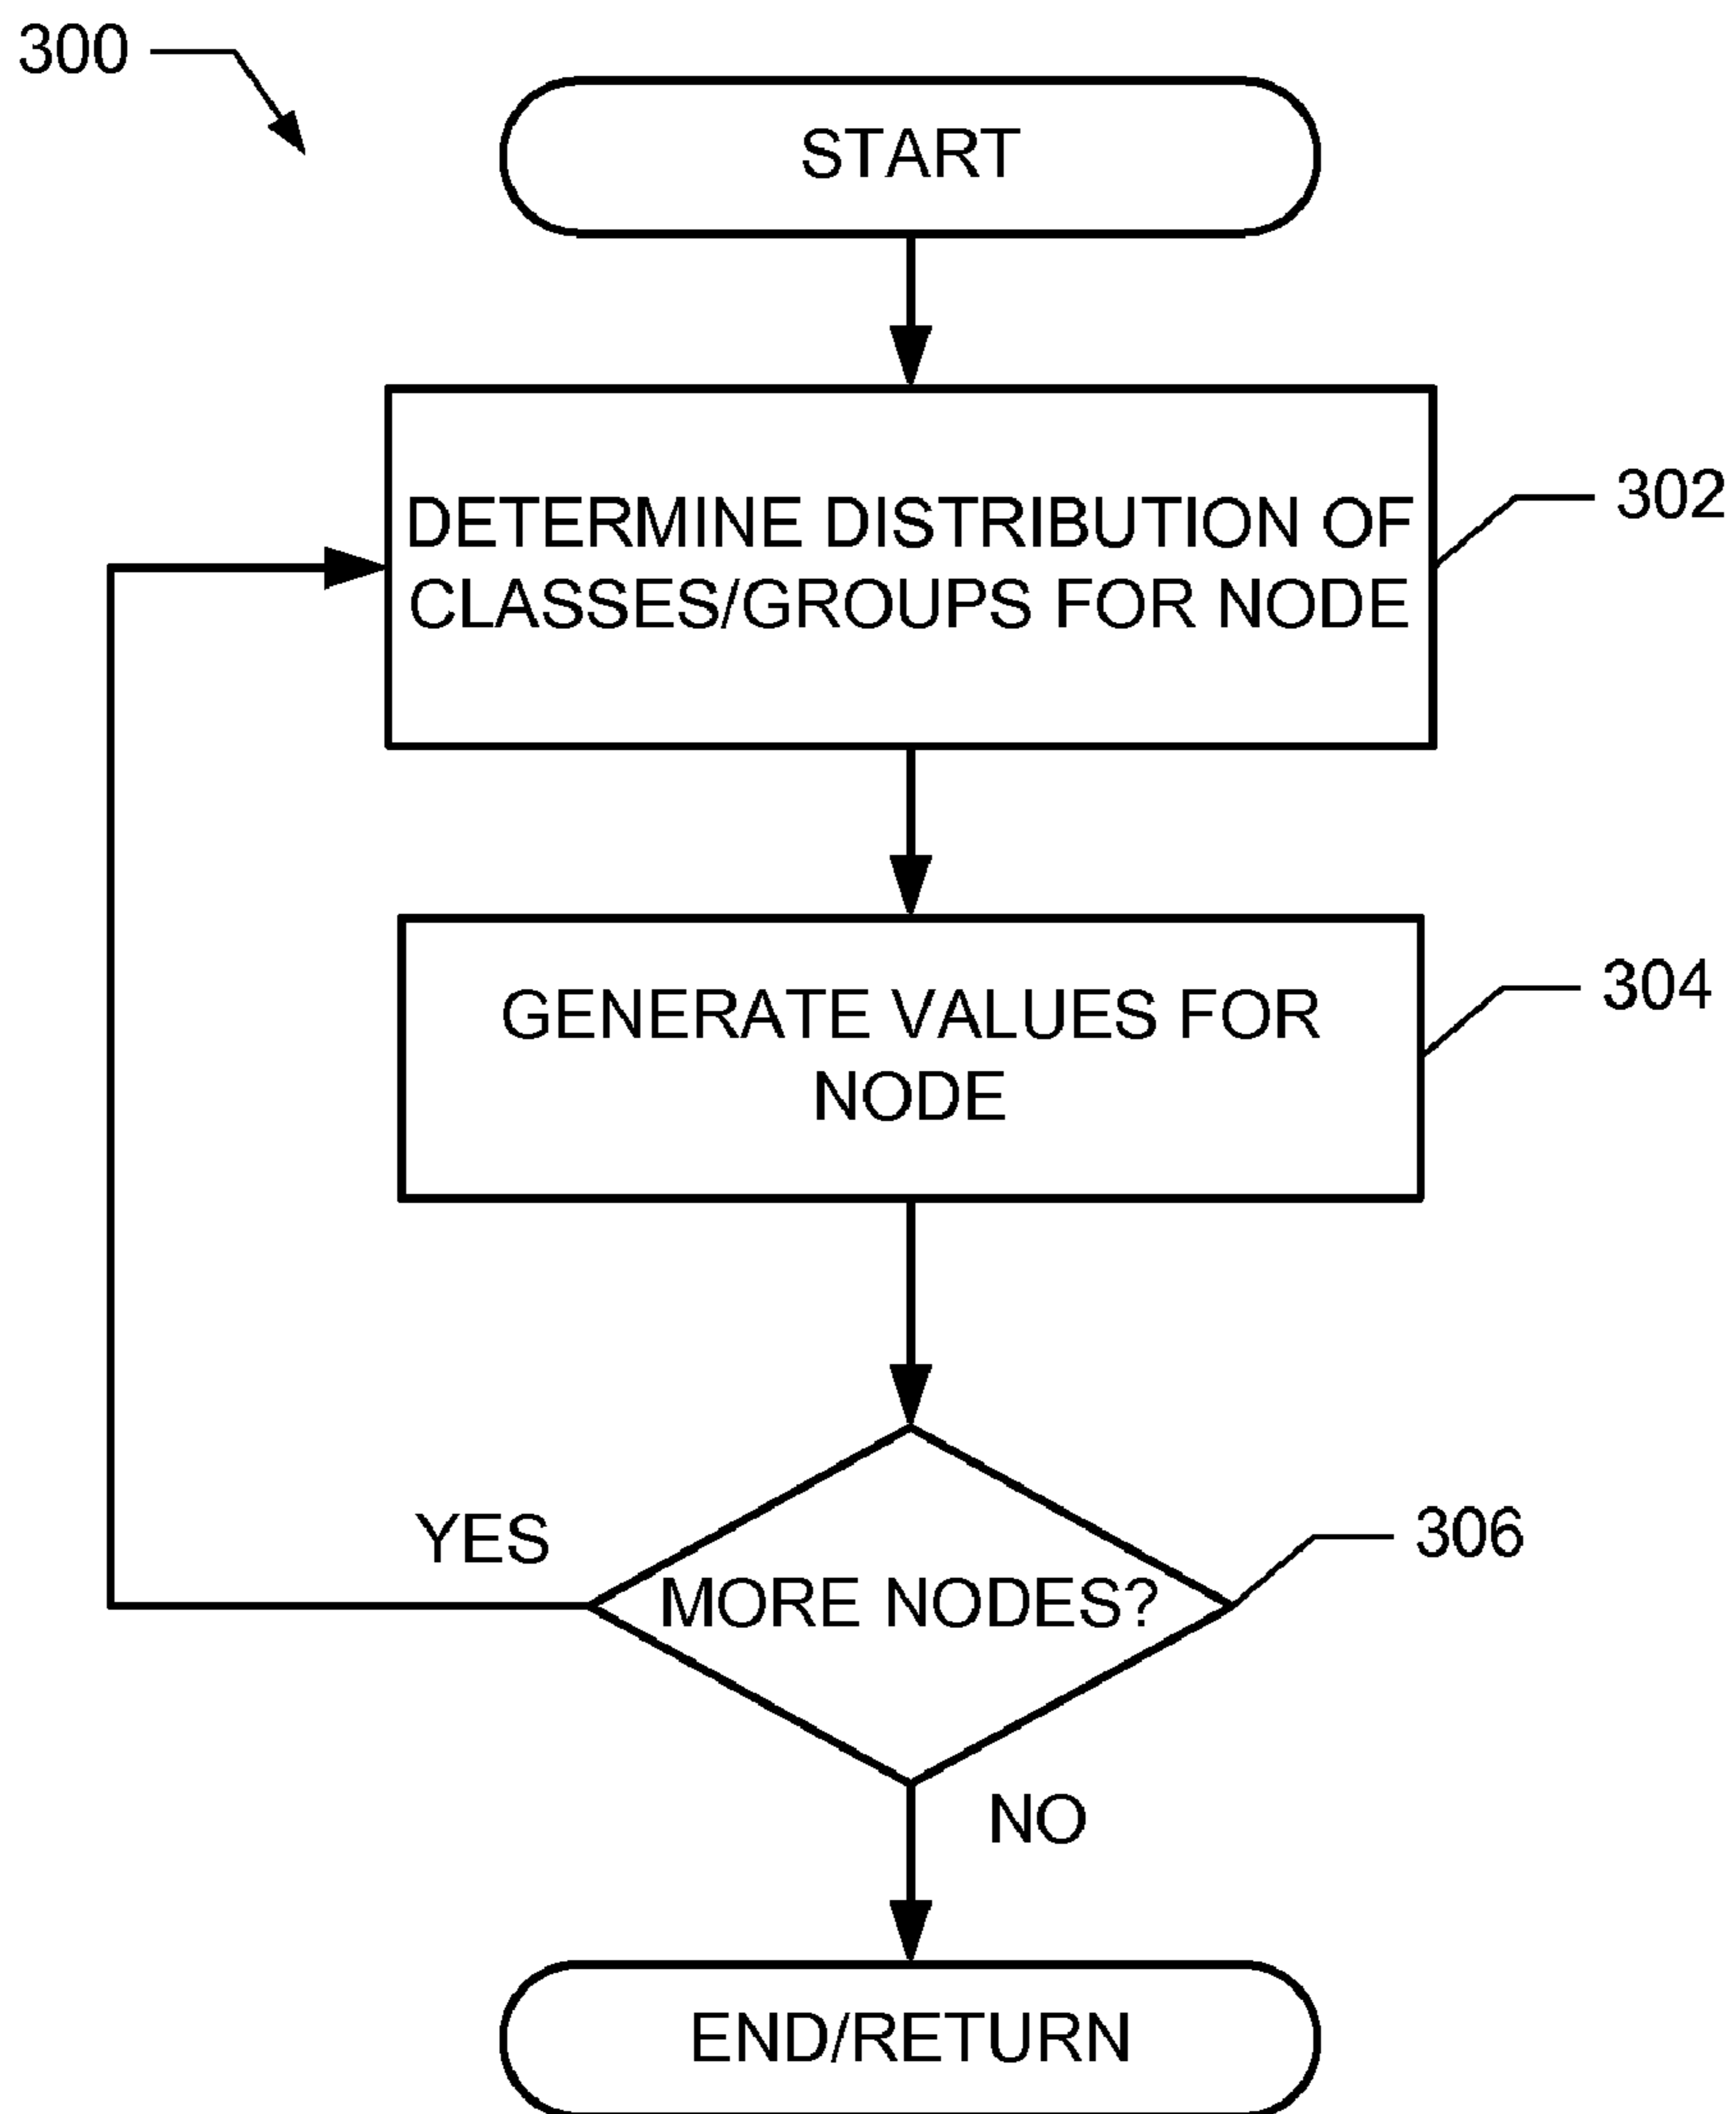 300
START
DETERMINE DISTRIBUTION OF
CLASSES/GROUPS FOR NODE
302
GENERATE VALUES FOR
NODE
304
YES
MORE NODES?
306
NO
END/RETURN